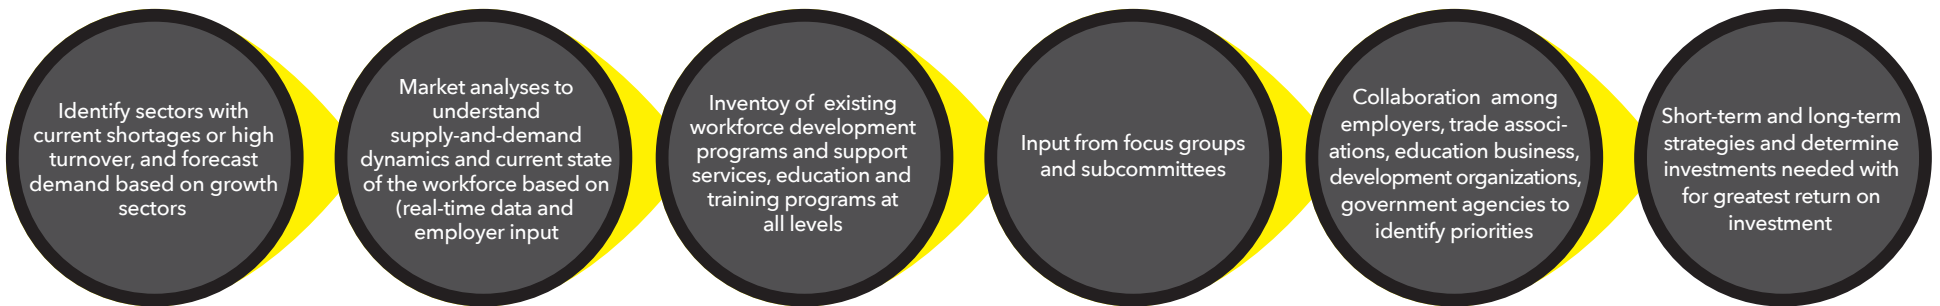 Identify sectors with
current shortages or high
turnover, and forecast
demand based on growth
sectors
Market analyses to
understand
supply-and-demand
dynamics and current state
of the workforce based on
(real-time data and
employer input
Inventoy of  existing
workforce development
programs and support
services, education and
training programs at
all levels
Input from focus groups
and subcommittees
Collaboration  among
employers, trade associ-
ations, education business,
development organizations,
government agencies to
identify priorities
Short-term and long-term
strategies and determine
investments needed with
for greatest return on
investment